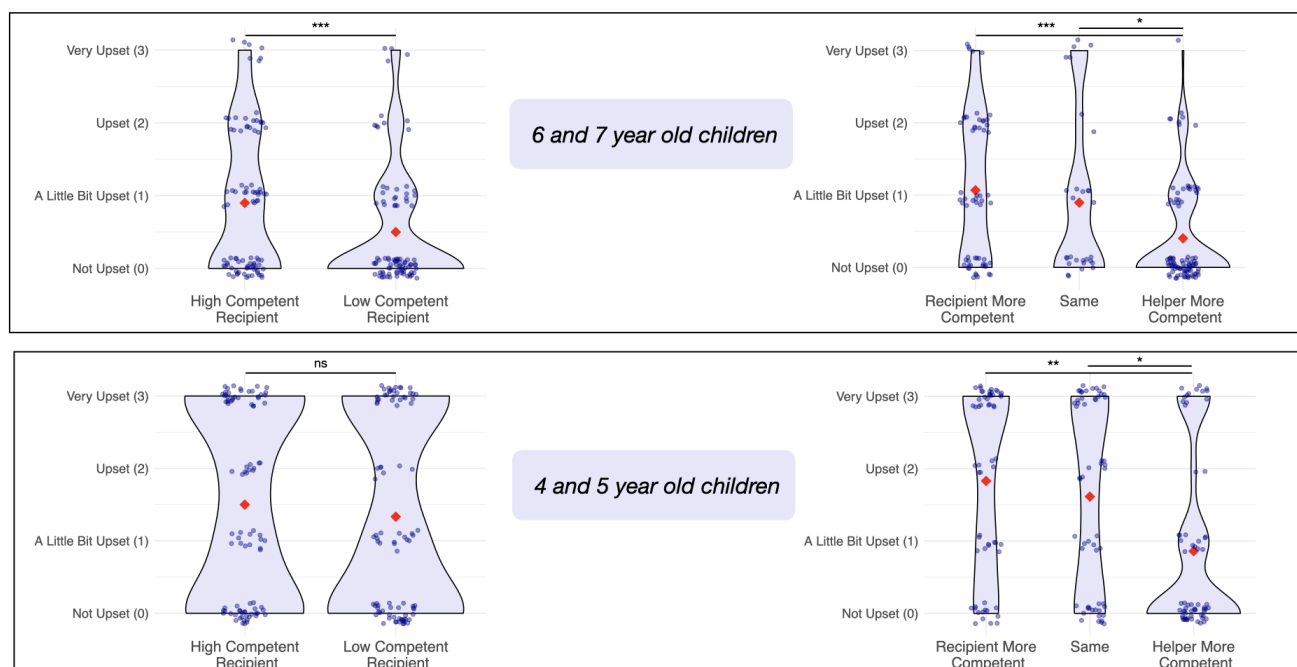 ***
Very Upset (3)
Upset (2)
A Little Bit Upset (1)
Not Upset (0)
High Competent
Recipient
Low Competent
Recipient
6 and 7 year old children
*** *
Very Upset (3)
Upset (2)
A Little Bit Upset (1)
Not Upset (0)
Recipient More
Competent
Same
Helper More
Competent
ns
Very Upset (3)
Upset (2)
A Little Bit Upset (1)
Not Upset (0)
High Competent
Recipient
Low Competent
Recipient
4 and 5 year old children
** *
Very Upset (3)
Upset (2)
A Little Bit Upset (1)
Not Upset (0)
Recipient More
Competent
Same
Helper More
Competent